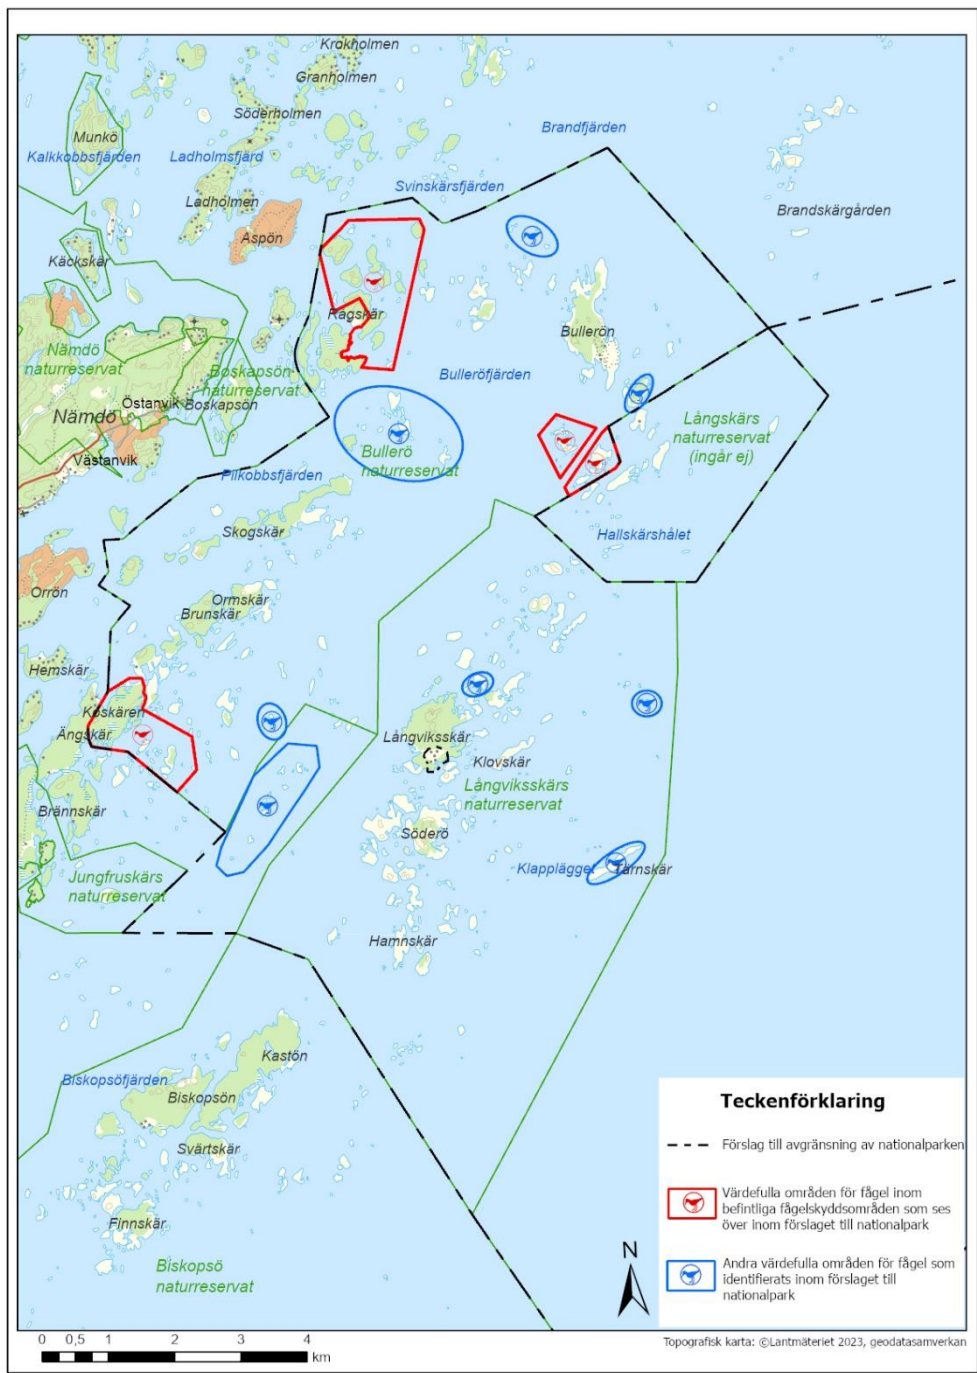 Krokholmen
Granholmen
Söderholmen
Munkö
Kalkkobbsfjärden
Ladholmsfjärd
Brandfjärden
Svinskärsfjärden
Ladholmen
Brandskärgården
Aspön
Käckskär
Ragskär
Bullerön
Nämdö
naturreservat
Boskapsön
naturreservat
Bulleröfjärden
Östanvik
Boskapsön
Nämdö
Långskärs
naturreservat
(ingår ej)
Bullerö
naturreservat
Västanvik
Pilkobbsfjärden
Skogskär
Hallskärshålet
Orrön
Ormskär
Brunskär
Hemskär
Koskären
Ängskär
Långviksskär
Klovskär
Långviksskärs
naturreservat
Brännskär
Söderö
Klapplägget
Tärnskär
Jungfruskärs
naturreservat
Hamnskär
Kastön
Biskopsöfjärden
Biskopsön
Svärtskär
Finnskär
Biskopsö
naturreservat
Teckenförklaring
Förslag till avgränsning av nationalparken
Värdefulla områden för fågel inom
befintliga fågelskyddsområden som ses
över inom förslaget till nationalpark
Andra värdefulla områden för fågel som
identifierats inom förslaget till
nationalpark
N
0 0,5 1 2 3 4
km
Topografisk karta: ©Lantmäteriet 2023, geodatasamverkan